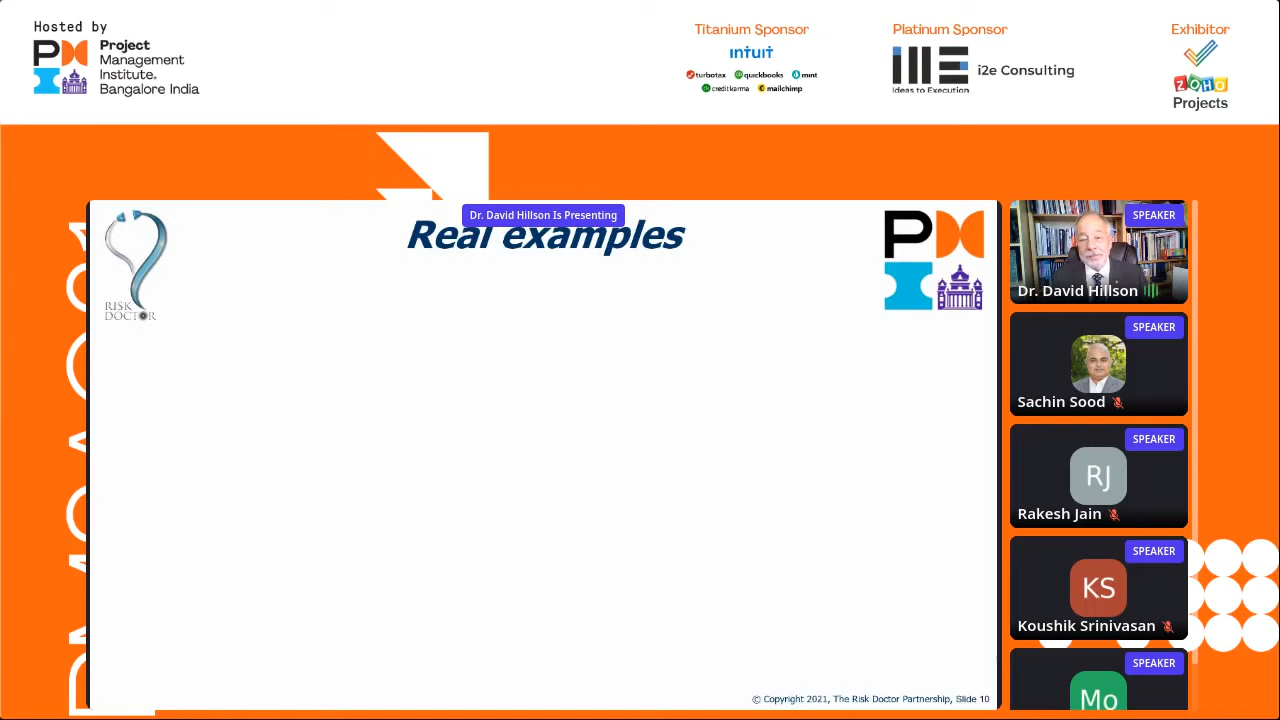 Hosted by
Project
Management
Institute.
Bangalore India
Titanium Sponsor
INTUIT
turbotax quickbooks mint
creditkarma mailchimp
Platinum Sponsor
i2e Consulting
Ideas to Execution
Exhibitor
ZOHO
Projects
Dr. David Hillson Is Presenting
Real examples
RISK
DOCTOR
© Copyright 2021, The Risk Doctor Partnership, Slide 10
SPEAKER
Dr. David Hillson
SPEAKER
Sachin Sood
SPEAKER
RJ
Rakesh Jain
SPEAKER
KS
Koushik Srinivasan
SPEAKER
Mo